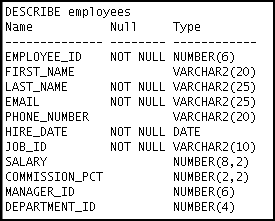 DESCRIBE employees
Name Null Type
------------ -------- ------------
EMPLOYEE_ID NOT NULL NUMBER(6)
FIRST_NAME VARCHAR2(20)
LAST_NAME NOT NULL VARCHAR2(25)
EMAIL NOT NULL VARCHAR2(25)
PHONE_NUMBER VARCHAR2(20)
HIRE_DATE NOT NULL DATE
JOB_ID NOT NULL VARCHAR2(10)
SALARY NUMBER(8,2)
COMMISSION_PCT NUMBER(2,2)
MANAGER_ID NUMBER(6)
DEPARTMENT_ID NUMBER(4)